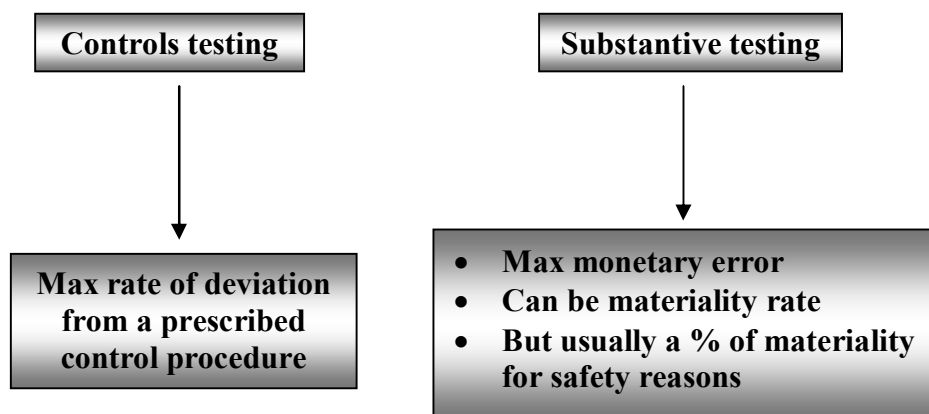 Controls testing
Substantive testing
Max rate of deviation
from a prescribed
control procedure
• Max monetary error
• Can be materiality rate
• But usually a % of materiality
for safety reasons